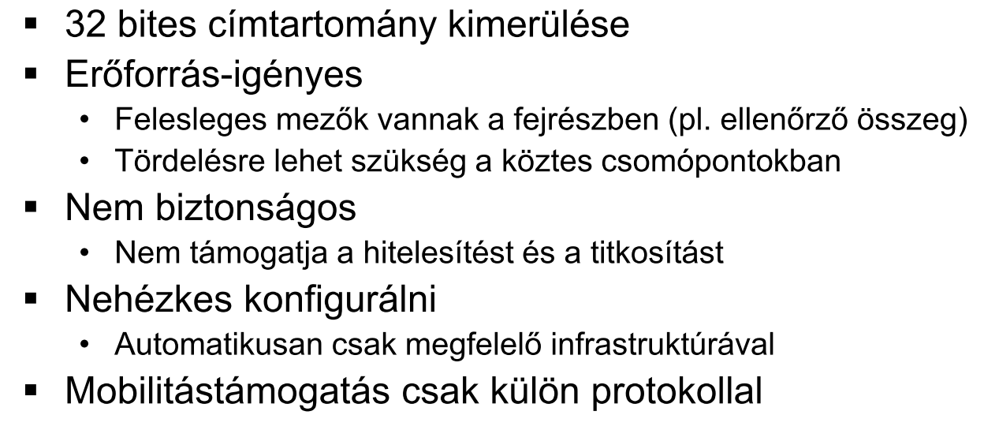 ▪ 32 bites címtartomány kimerülése
▪ Erőforrás-igényes
• Felesleges mezők vannak a fejrészben (pl. ellenőrző összeg)
• Tördelésre lehet szükség a köztes csomópontokban
▪ Nem biztonságos
• Nem támogatja a hitelesítést és a titkosítást
▪ Nehézkes konfigurálni
• Automatikusan csak megfelelő infrastruktúrával
▪ Mobilitástámogatás csak külön protokollal